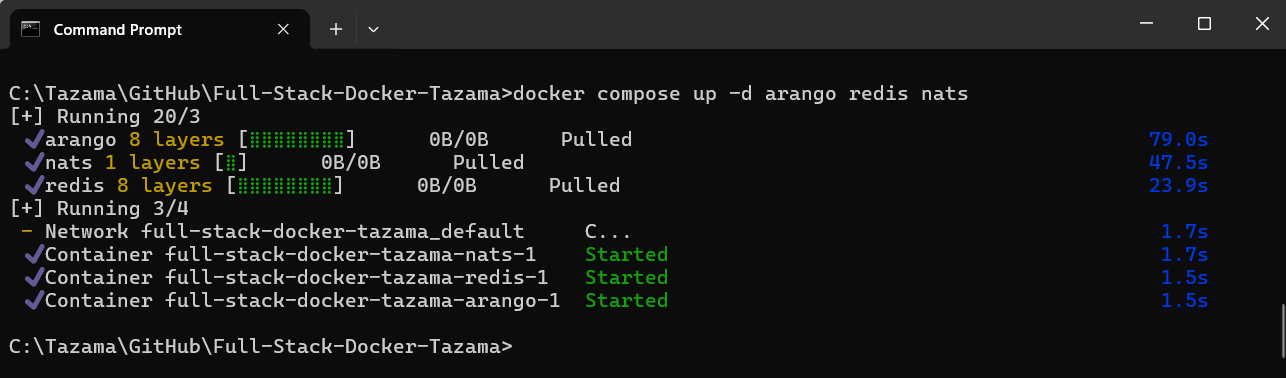 Command Prompt
C:\Tazama\GitHub\Full-Stack-Docker-Tazama>docker compose up -d arango redis nats
[+] Running 20/3
✔arango 8 layers [⣿⣿⣿⣿⣿⣿⣿⣿] 0B/0B Pulled 79.0s
✔nats 1 layers [⣿] 0B/0B Pulled 47.5s
✔redis 8 layers [⣿⣿⣿⣿⣿⣿⣿⣿] 0B/0B Pulled 23.9s
[+] Running 3/4
- Network full-stack-docker-tazama_default C... 1.7s
✔Container full-stack-docker-tazama-nats-1 Started 1.7s
✔Container full-stack-docker-tazama-redis-1 Started 1.5s
✔Container full-stack-docker-tazama-arango-1 Started 1.5s
C:\Tazama\GitHub\Full-Stack-Docker-Tazama>